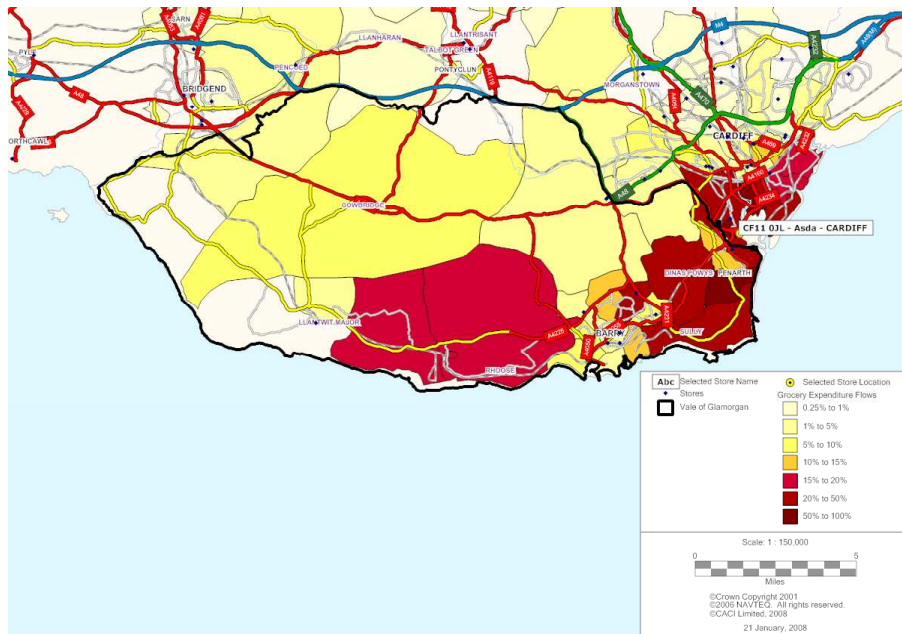 SARN
LLANHARAN
LLANTRISANT
TALBOT GREEN
M4
A48(M)
A4232
PYLE
PENCOED
PONTYCLUN
A4119
MORGANSTOWN
A48
BRIDGEND
A470
CARDIFF
A469
A4232
A4160
A48
A4234
COWBRIDGE
CF11 0JL - Asda - CARDIFF
DINAS POWYS
PENARTH
LLANTWIT MAJOR
A4226
BARRY
A4231
SULLY
RHOOSE
Abc Selected Store Name
Stores
Vale of Glamorgan
Selected Store Location
Grocery Expenditure Flows
0.25% to 1%
1% to 5%
5% to 10%
10% to 15%
15% to 20%
20% to 50%
50% to 100%
Scale: 1 : 150,000
0 5
Miles
©Crown Copyright 2001
©2006 NAVTEQ. All rights reserved.
©CACI Limited, 2008
21 January, 2008